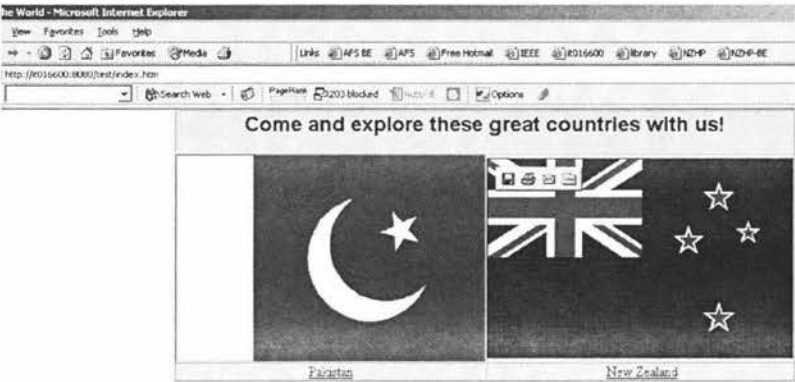 he World - Microsoft Internet Explorer
View Favorites Tools Help
Favorites Media Links AFS BE AFS Free Hotmail IEEE it016600 library NZHP NZHP-BE
http://it016600:8080/test/index.htm
Search Web PageRank 203 blocked AutoFill Options
Come and explore these great countries with us!
Pakistan New Zealand